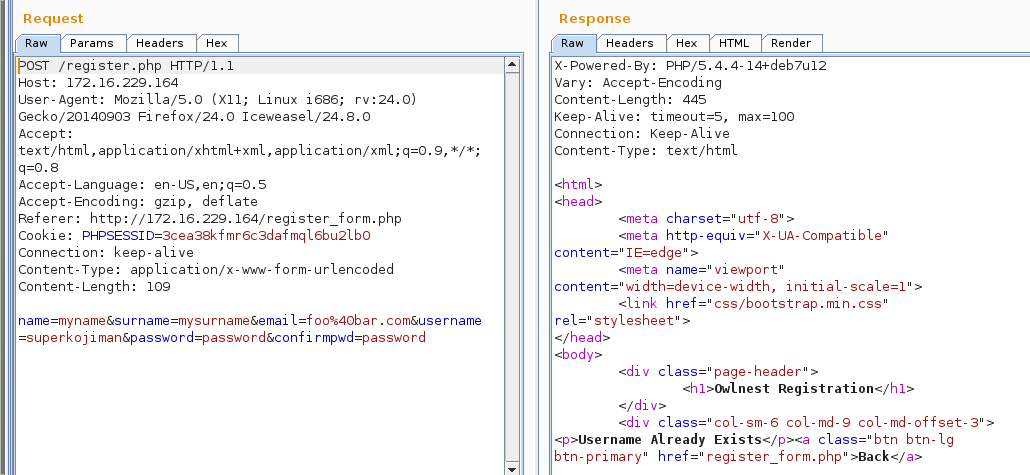 Request
Raw
Params
Headers
Hex
POST /register.php HTTP/1.1
Host: 172.16.229.164
User-Agent: Mozilla/5.0 (X11; Linux i686; rv:24.0)
Gecko/20140903 Firefox/24.0 Iceweasel/24.8.0
Accept:
text/html,application/xhtml+xml,application/xml;q=0.9,*/*;
q=0.8
Accept-Language: en-US,en;q=0.5
Accept-Encoding: gzip, deflate
Referer: http://172.16.229.164/register_form.php
Cookie: PHPSESSID=3cea38kfmr6c3dafmql6bu2lb0
Connection: keep-alive
Content-Type: application/x-www-form-urlencoded
Content-Length: 109
name=myname&surname=mysurname&email=foo%40bar.com&username
=superkojiman&password=password&confirmpwd=password
Response
Raw
Headers
Hex
HTML
Render
X-Powered-By: PHP/5.4.4-14+deb7u12
Vary: Accept-Encoding
Content-Length: 445
Keep-Alive: timeout=5, max=100
Connection: Keep-Alive
Content-Type: text/html
<html>
<head>
<meta charset="utf-8">
<meta http-equiv="X-UA-Compatible"
content="IE=edge">
<meta name="viewport"
content="width=device-width, initial-scale=1">
<link href="css/bootstrap.min.css"
rel="stylesheet">
</head>
<body>
<div class="page-header">
<h1>Owlnest Registration</h1>
</div>
<div class="col-sm-6 col-md-9 col-md-offset-3">
<p>Username Already Exists</p><a class="btn btn-lg
btn-primary" href="register_form.php">Back</a>